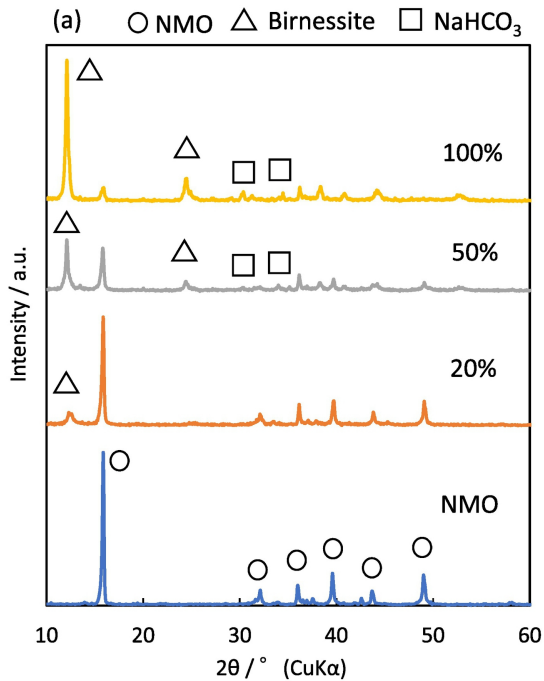 (a) NMO Birnessite NaHCO₃
100%
50%
20%
NMO
Intensity / a.u.
10 20 30 40 50 60
2θ / ° (CuKα)